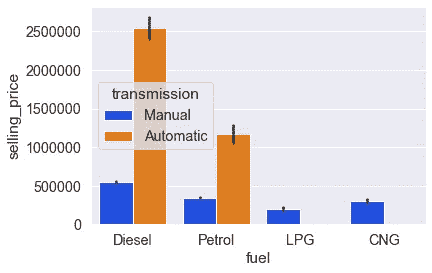 2500000
2000000
1500000
1000000
500000
0
selling_price
transmission
Manual
Automatic
Diesel
Petrol
LPG
CNG
fuel